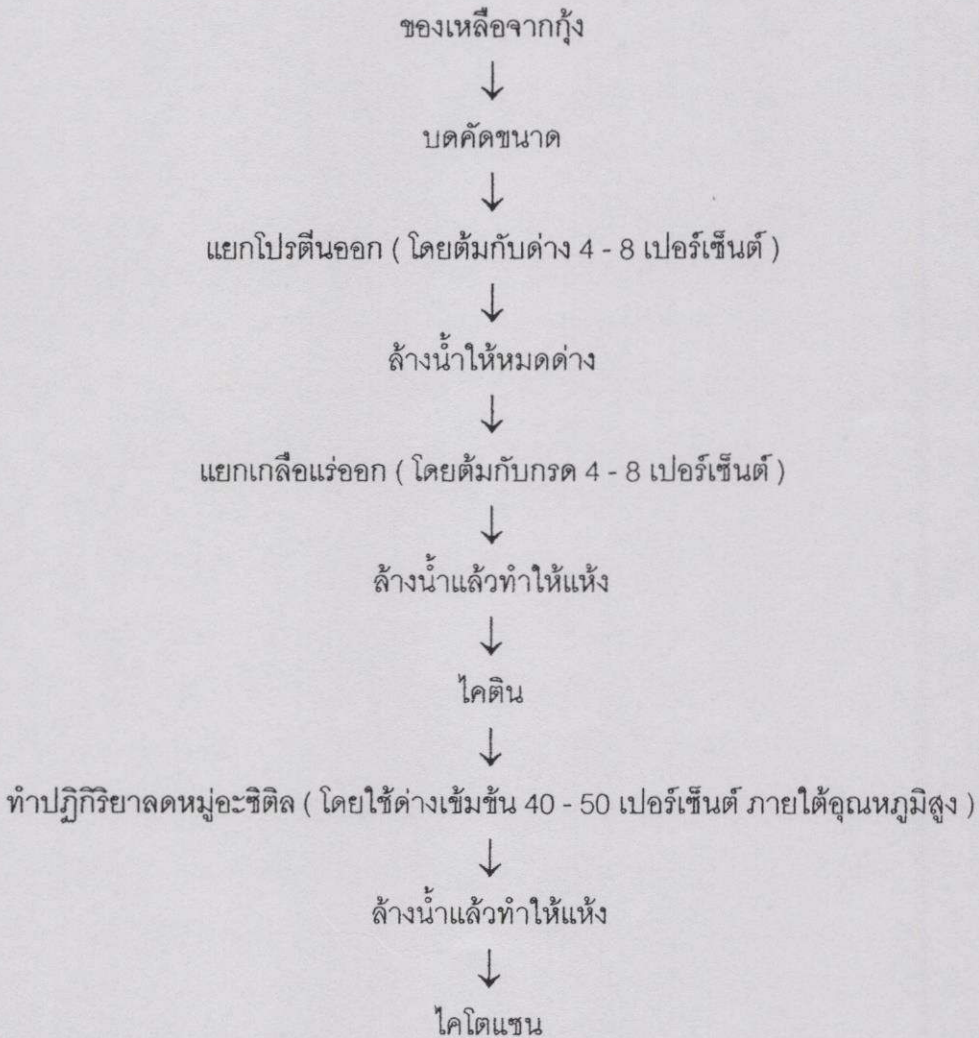 ของเหลือจากกุ้ง
↓
บดคัดขนาด
↓
แยกโปรตีนออก ( โดยต้มกับด่าง 4 - 8 เปอร์เซ็นต์ )
↓
ล้างน้ำให้หมดด่าง
↓
แยกเกลือแร่ออก ( โดยต้มกับกรด 4 - 8 เปอร์เซ็นต์ )
↓
ล้างน้ำแล้วทำให้แห้ง
↓
ไคติน
↓
ทำปฏิกิริยาลดหมู่อะซิติล ( โดยใช้ด่างเข้มข้น 40 - 50 เปอร์เซ็นต์ ภายใต้อุณหภูมิสูง )
↓
ล้างน้ำแล้วทำให้แห้ง
↓
ไคโตแซน